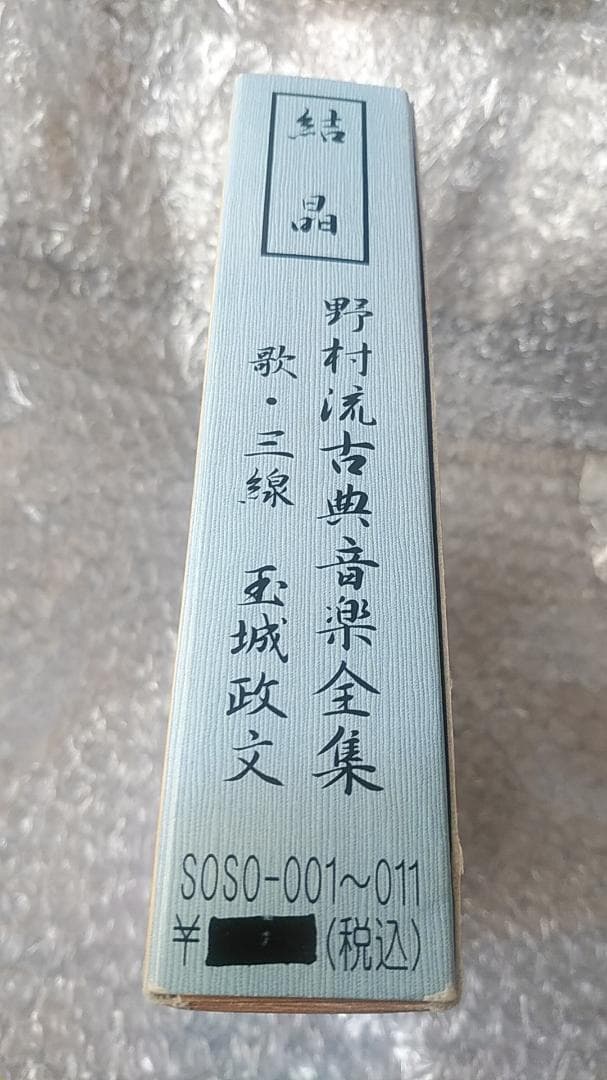 結晶
野村流古典音楽全集
歌・三線 玉城政文
SOSO-001～011
¥ (税込)